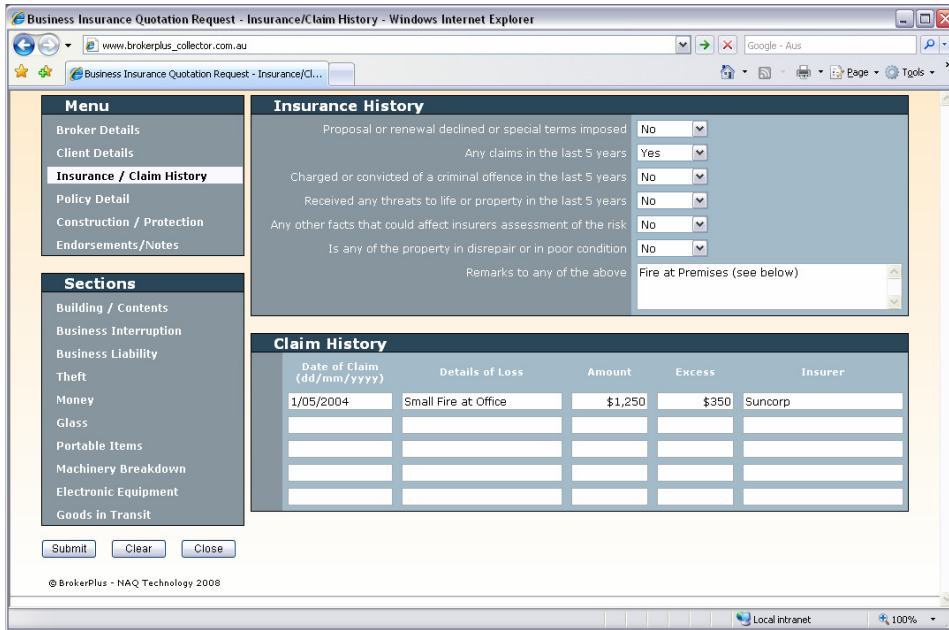 Business Insurance Quotation Request - Insurance/Claim History - Windows Internet Explorer
www.brokerplus_collector.com.au
Google - Aus
Business Insurance Quotation Request - Insurance/Cl...
Page
Tools
Menu
Broker Details
Client Details
Insurance / Claim History
Policy Detail
Construction / Protection
Endorsements/Notes
Sections
Building / Contents
Business Interruption
Business Liability
Theft
Money
Glass
Portable Items
Machinery Breakdown
Electronic Equipment
Goods in Transit
Submit Clear Close
© BrokerPlus - NAQ Technology 2008
Insurance History
Proposal or renewal declined or special terms imposed No
Any claims in the last 5 years Yes
Charged or convicted of a criminal offence in the last 5 years No
Received any threats to life or property in the last 5 years No
Any other facts that could affect insurers assessment of the risk No
Is any of the property in disrepair or in poor condition No
Remarks to any of the above Fire at Premises (see below)
Claim History
Date of Claim
(dd/mm/yyyy) Details of Loss Amount Excess Insurer
1/05/2004 Small Fire at Office $1,250 $350 Suncorp
Local intranet 100%